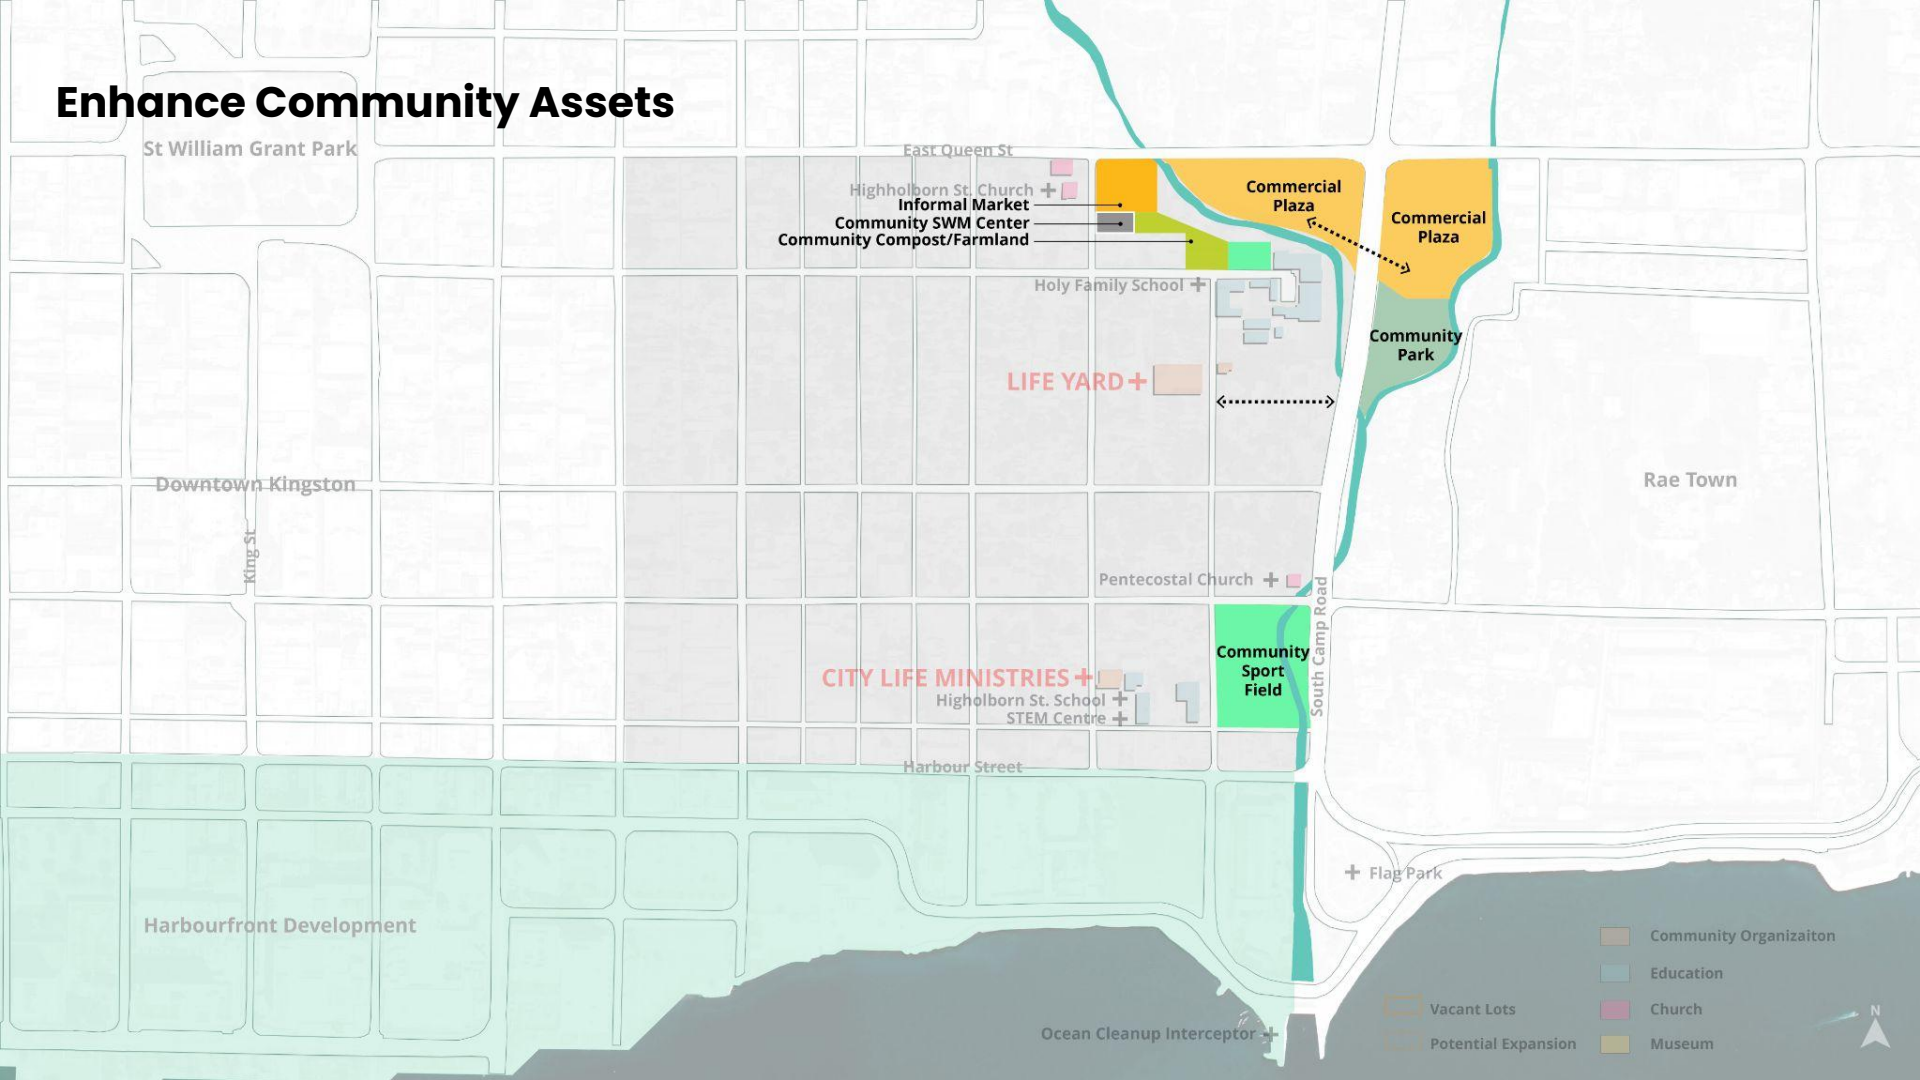 Enhance Community Assets
St William Grant Park
East Queen St
Highholborn St. Church
Informal Market
Community SWM Center
Community Compost/Farmland
Commercial
Plaza
Commercial
Plaza
Holy Family School
Community
Park
LIFE YARD
Downtown Kingston
Rae Town
King St
Pentecostal Church
South Camp Road
Community
Sport
Field
CITY LIFE MINISTRIES
Higholborn St. School
STEM Centre
Harbour Street
Flag Park
Harbourfront Development
Ocean Cleanup Interceptor
Vacant Lots
Potential Expansion
Community Organizaiton
Education
Church
Museum
N